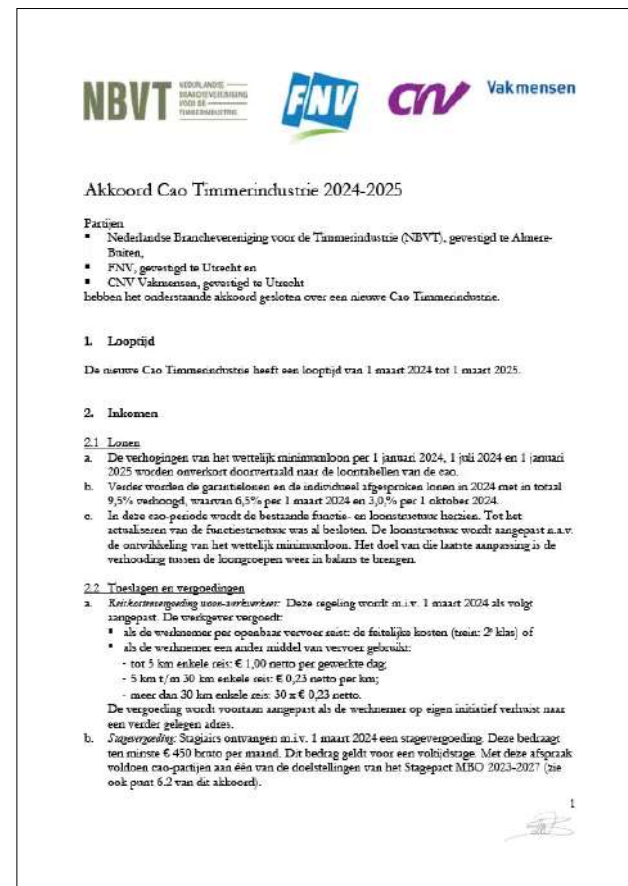 NBVT
NEDERLANDSE
BRANCHEVERENIGING
VOOR DE
TIMMERINDUSTRIE
FNV
CNV
Vakmensen
Akkoord Cao Timmerindustrie 2024-2025
Partijen
▪ Nederlandse Branchevereniging voor de Timmerindustrie (NBVT), gevestigd te Almere-
Buiten,
▪ FNV, gevestigd te Utrecht en
▪ CNV Vakmensen, gevestigd te Utrecht
hebben het onderstaande akkoord gesloten over een nieuwe Cao Timmerindustrie.
1. Looptijd
De nieuwe Cao Timmerindustrie heeft een looptijd van 1 maart 2024 tot 1 maart 2025.
2. Inkomen
2.1 Lonen
a. De verhogingen van het wettelijk minimumloon per 1 januari 2024, 1 juli 2024 en 1 januari
2025 worden onverkort doorvertaald naar de loontabellen van de cao.
b. Verder worden de garantielonen en de individueel afgesproken lonen in 2024 met in totaal
9,5% verhoogd, waarvan 6,5% per 1 maart 2024 en 3,0,% per 1 oktober 2024.
c. In deze cao-periode wordt de bestaande functie- en loonstructuur herzien. Tot het
actualiseren van de functiestructuur was al besloten. De loonstructuur wordt aangepast n.a.v.
de ontwikkeling van het wettelijk minimumloon. Het doel van die laatste aanpassing is de
verhouding tussen de loongroepen weer in balans te brengen.
2.2 Toeslagen en vergoedingen
a. Reiskostenvergoeding woon-werkverkeer: Deze regeling wordt m.i.v. 1 maart 2024 als volgt
aangepast. De werkgever vergoedt:
▪ als de werknemer per openbaar vervoer reist: de feitelijke kosten (trein: 2e klas) of
▪ als de werknemer een ander middel van vervoer gebruikt:
- tot 5 km enkele reis: € 1,00 netto per gewerkte dag;
- 5 km t/m 30 km enkele reis: € 0,23 netto per km;
- meer dan 30 km enkele reis: 30 x € 0,23 netto.
De vergoeding wordt voortaan aangepast als de werknemer op eigen initiatief verhuist naar
een verder gelegen adres.
b. Stagevergoeding: Stagiairs ontvangen m.i.v. 1 maart 2024 een stagevergoeding. Deze bedraagt
ten minste € 450 bruto per maand. Dit bedrag geldt voor een voltijdstage. Met deze afspraak
voldoen cao-partijen aan één van de doelstellingen van het Stagepact MBO 2023-2027 (zie
ook punt 6.2 van dit akkoord).
1